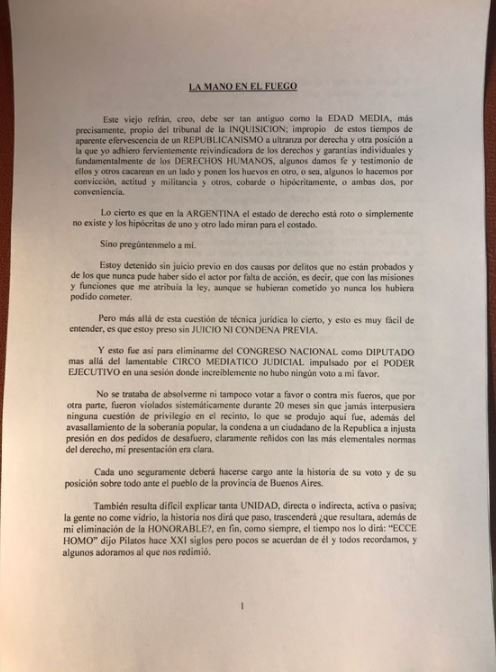 LA MANO EN EL FUEGO
Este viejo refrán, creo, debe ser tan antiguo como la EDAD MEDIA, más
precisamente, propio del tribunal de la INQUISICION; impropio de estos tiempos de
aparente efervescencia de un REPUBLICANISMO a ultranza por derecha y otra posición a
la que yo adhiero fervientemente reivindicadora de los derechos y garantías individuales y
fundamentalmente de los DERECHOS HUMANOS, algunos damos fe y testimonio de
ellos y otros cacarean en un lado y ponen los huevos en otro, o sea, algunos lo hacemos por
convicción, actitud y militancia y otros, cobarde o hipócritamente, o ambas dos, por
conveniencia.
Lo cierto es que en la ARGENTINA el estado de derecho está roto o simplemente
no existe y los hipócritas de uno y otro lado miran para el costado.
Sino pregúntenmelo a mi.
Estoy detenido sin juicio previo en dos causas por delitos que no están probados y
de los que nunca pude haber sido el actor por falta de acción, es decir, que con las misiones
y funciones que me atribuía la ley, aunque se hubieran cometido yo nunca los hubiera
podido cometer.
Pero más allá de esta cuestión de técnica jurídica lo cierto, y esto es muy fácil de
entender, es que estoy preso sin JUICIO NI CONDENA PREVIA.
Y esto fue así para eliminarme del CONGRESO NACIONAL como DIPUTADO
mas allá del lamentable CIRCO MEDIATICO JUDICIAL impulsado por el PODER
EJECUTIVO en una sesión donde increíblemente no hubo ningún voto a mi favor.
No se trataba de absolverme ni tampoco votar a favor o contra mis fueros, que por
otra parte, fueron violados sistemáticamente durante 20 meses sin que jamás interpusiera
ninguna cuestión de privilegio en el recinto, lo que se produjo aquí fue, además del
avasallamiento de la soberanía popular, la condena a un ciudadano de la Republica a injusta
presión en dos pedidos de desafuero, claramente reñidos con las más elementales normas
del derecho, mi presentación era clara.
Cada uno seguramente deberá hacerse cargo ante la historia de su voto y de su
posición sobre todo ante el pueblo de la provincia de Buenos Aires.
También resulta difícil explicar tanta UNIDAD, directa o indirecta, activa o pasiva;
la gente no come vidrio, la historia nos dirá que paso, trascenderá ¿que resultara, además de
mi eliminación de la HONORABLE?, en fin, como siempre, el tiempo nos lo dirá: "ECCE
HOMO" dijo Pilatos hace XXI siglos pero pocos se acuerdan de él y todos recordamos, y
algunos adoramos al que nos redimió.
1